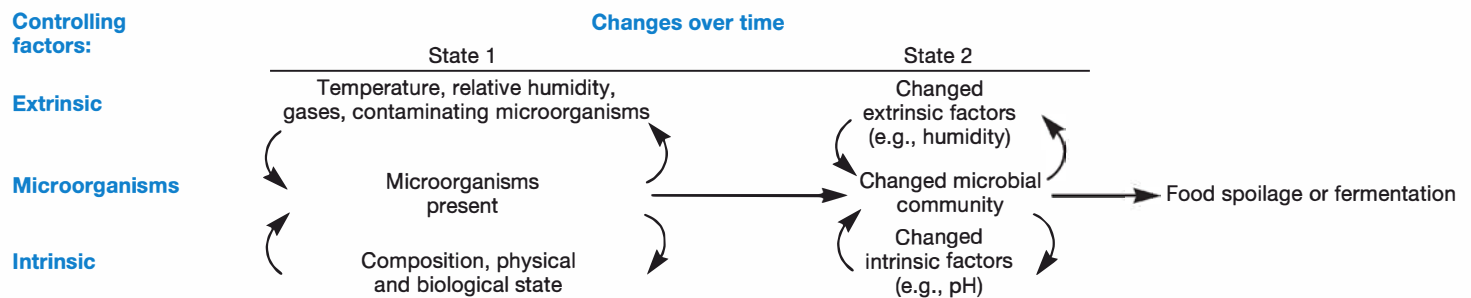 Controlling
factors:
Changes over time
State 1
State 2
Extrinsic
Temperature, relative humidity,
gases, contaminating microorganisms
Changed
extrinsic factors
(e.g., humidity)
Microorganisms
Microorganisms
present
Changed microbial
community
Food spoilage or fermentation
Intrinsic
Composition, physical
and biological state
Changed
intrinsic factors
(e.g., pH)